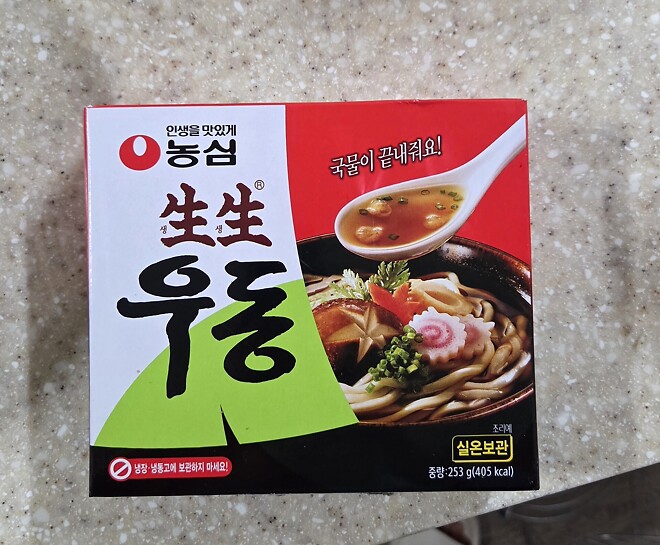 인생을 맛있게
농심
국물이 끝내줘요!
生生®
생 생
우동
조리예
실온보관
냉장·냉동고에 보관하지 마세요!
중량:253 g(405 kcal)